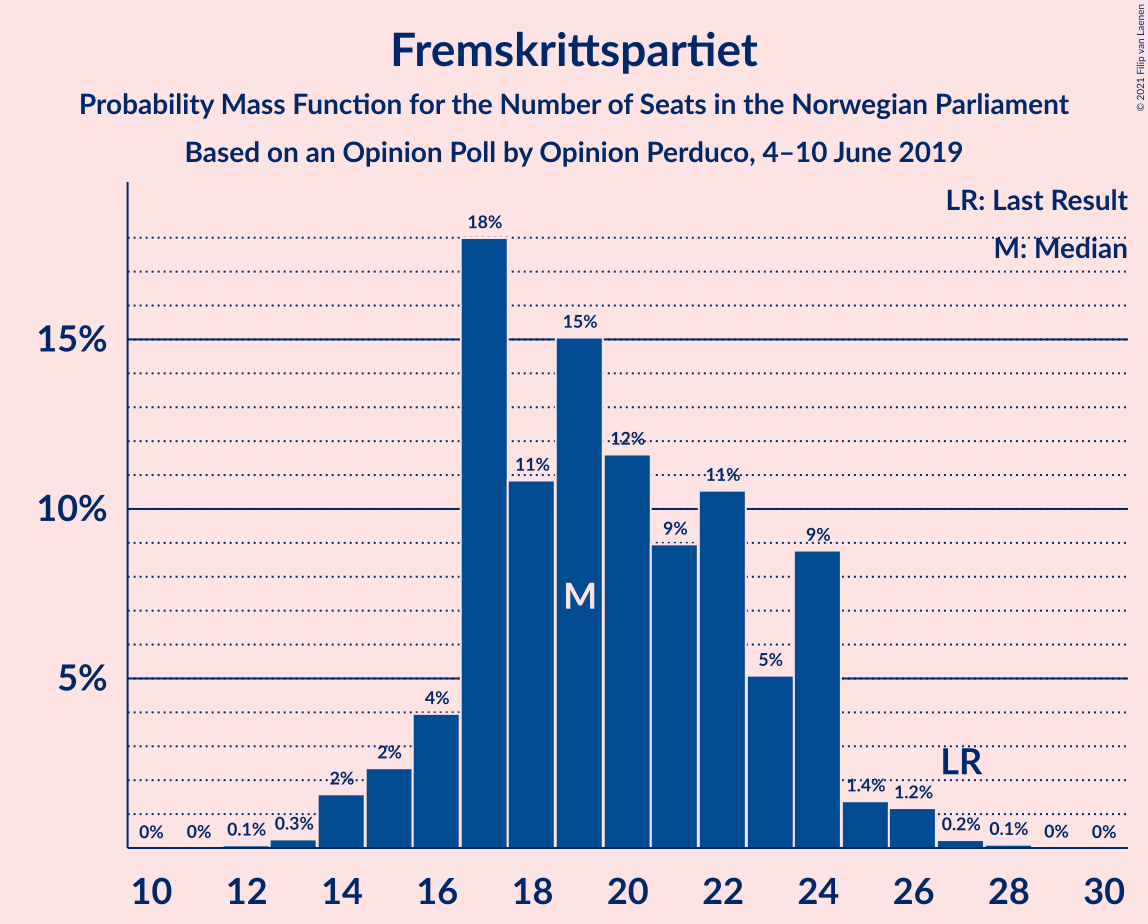 Fremskrittspartiet
Probability Mass Function for the Number of Seats in the Norwegian Parliament
Based on an Opinion Poll by Opinion Perduco, 4–10 June 2019
© 2021 Filip van Laenen
LR: Last Result
M: Median
15%
10%
5%
0%
0%
0.1%
0.3%
2%
2%
4%
18%
11%
15%
12%
9%
11%
5%
9%
1.4%
1.2%
0.2%
0.1%
0%
0%
M
LR
10 12 14 16 18 20 22 24 26 28 30